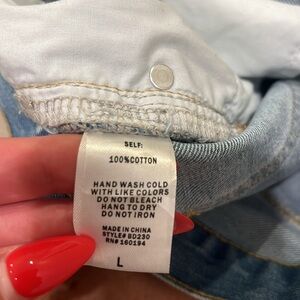 SELF:
100%COTTON
HAND WASH COLD
WITH LIKE COLORS
DO NOT BLEACH
HANG TO DRY
DO NOT IRON
MADE IN CHINA
STYLE# BD230
RN# 160194
L